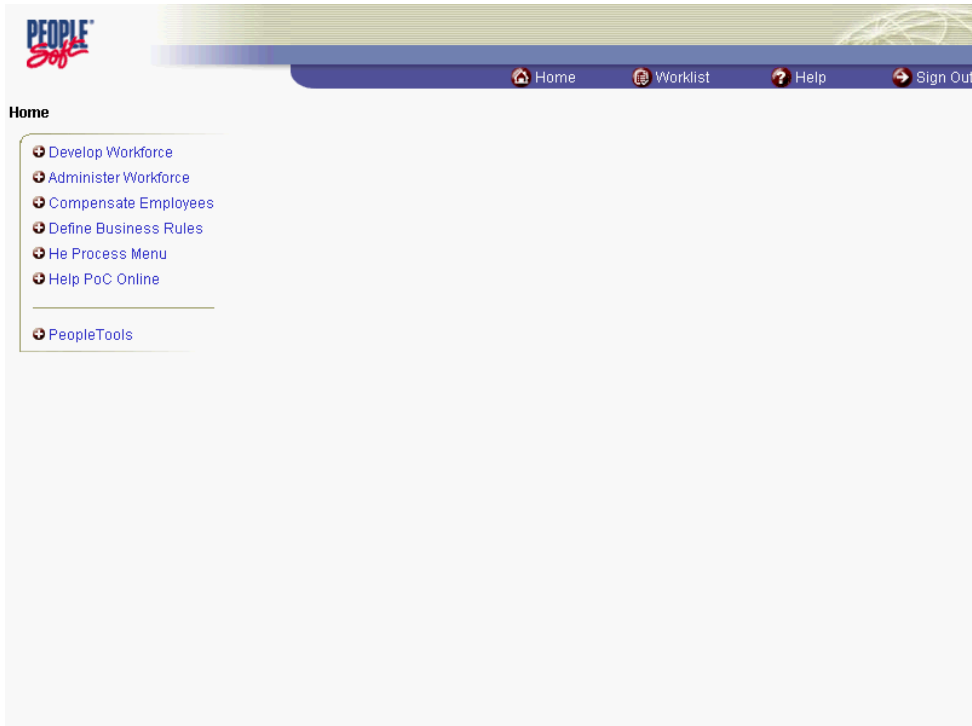 PEOPLE Soft
Home Worklist Help Sign Out
Home
Develop Workforce
Administer Workforce
Compensate Employees
Define Business Rules
He Process Menu
Help PoC Online
PeopleTools